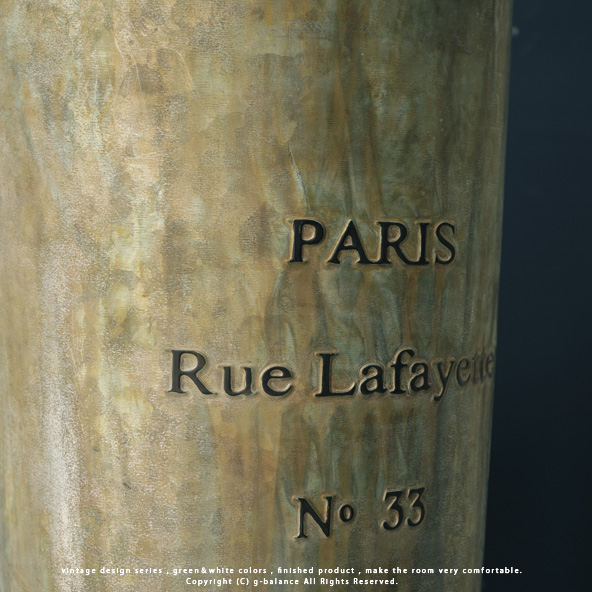 PARIS
Rue Lafayette
No 33
vintage design series , green&white colors , finished product , make the room very comfortable.
Copyright (C) g-balance All Rights Reserved.